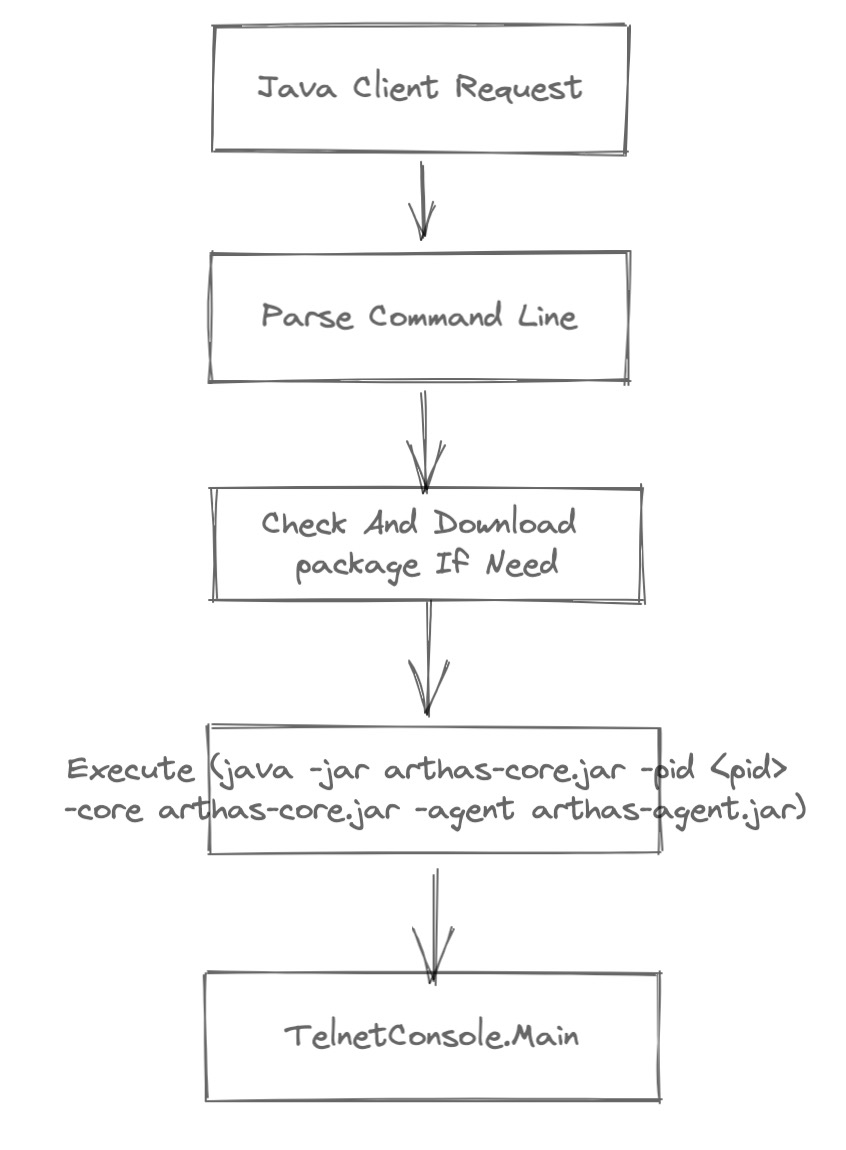 Java Client Request
Parse Command Line
Check And Download
package If Need
Execute (java -jar arthas-core.jar -pid <pid>
-core arthas-core.jar -agent arthas-agent.jar)
TelnetConsole.Main